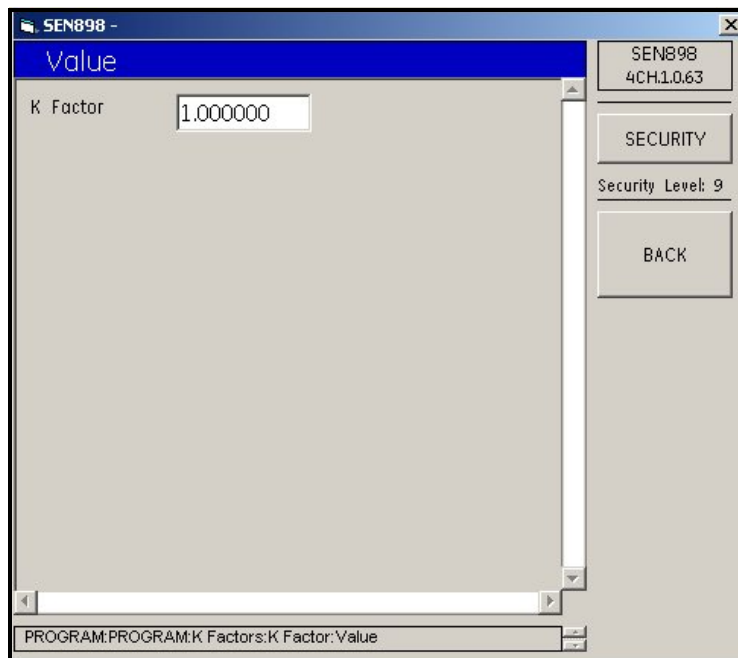 SEN898 -
Value
K Factor
1.000000
SEN898
4CH.1.0.63
SECURITY
Security Level: 9
BACK
PROGRAM:PROGRAM:K Factors:K Factor:Value